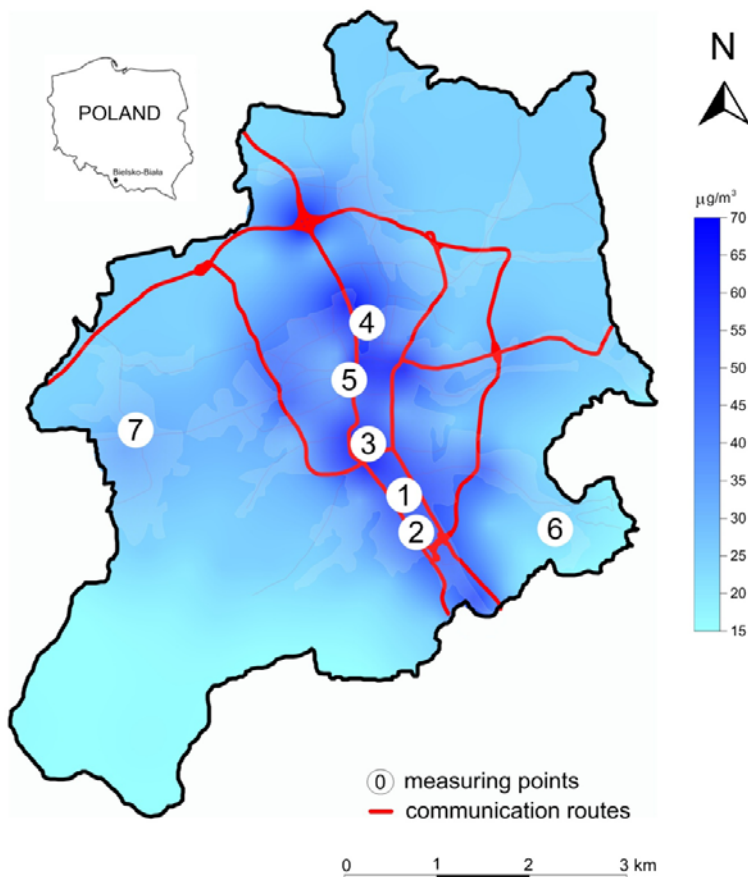 N
POLAND
Bielsko-Biała
µg/m³
70
65
60
55
50
45
40
35
30
25
20
15
4
5
7
3
1
2
6
0 measuring points
communication routes
0 1 2 3 km